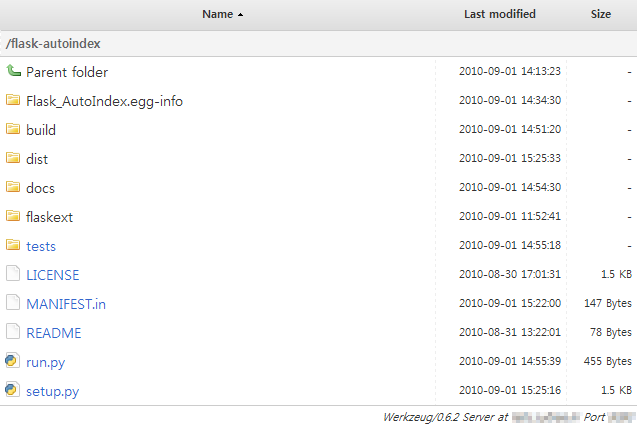 Name Last modified Size
/flask-autoindex
Parent folder 2010-09-01 14:13:23 -
Flask_AutoIndex.egg-info 2010-09-01 14:34:30 -
build 2010-09-01 14:51:20 -
dist 2010-09-01 15:25:33 -
docs 2010-09-01 14:54:30 -
flaskext 2010-09-01 11:52:41 -
tests 2010-09-01 14:55:18 -
LICENSE 2010-08-30 17:01:31 1.5 KB
MANIFEST.in 2010-09-01 15:22:00 147 Bytes
README 2010-08-31 13:22:01 78 Bytes
run.py 2010-09-01 14:55:39 455 Bytes
setup.py 2010-09-01 15:25:16 1.5 KB
Werkzeug/0.6.2 Server at Port